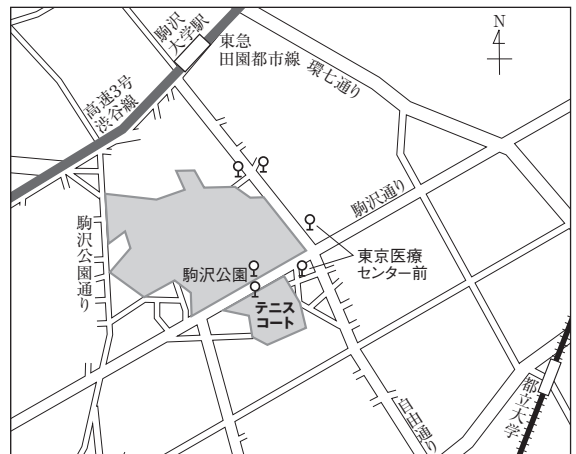 N
駒沢
大学駅
東急
田園都市線
環七通り
高速3号
渋谷線
駒沢通り
駒沢公園通り
駒沢公園
東京医療
センター前
テニス
コート
自由通り
都立大学